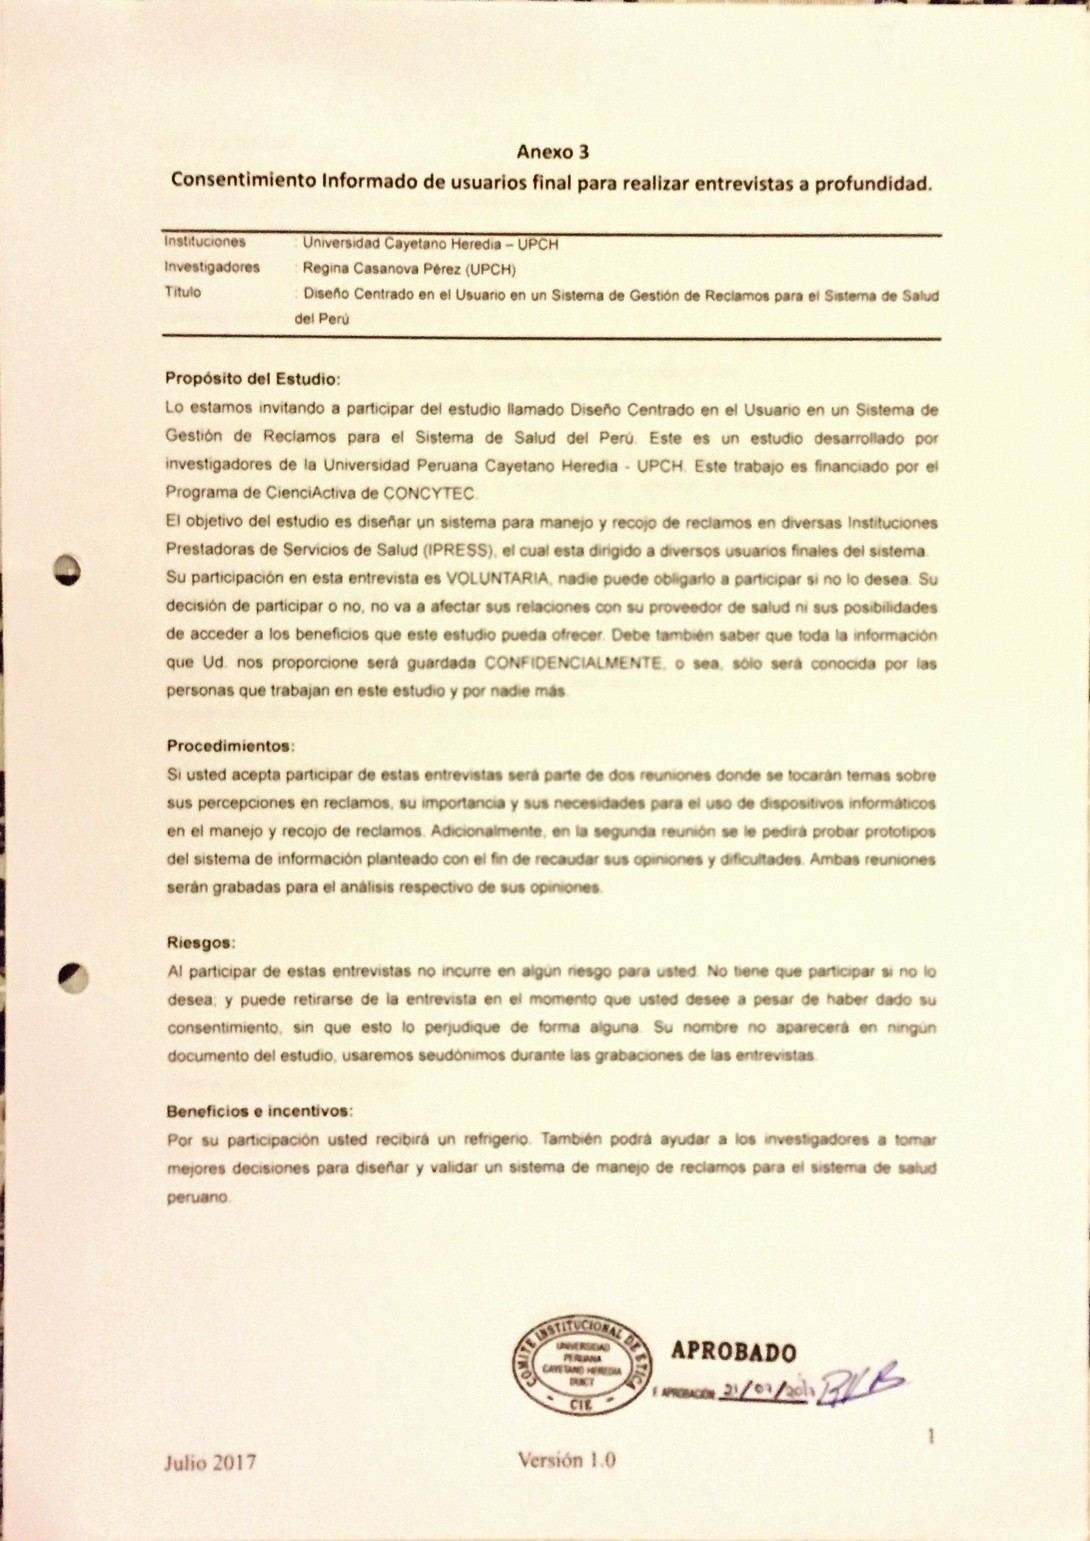 Anexo 3
Consentimiento Informado de usuarios final para realizar entrevistas a profundidad.
Instituciones : Universidad Cayetano Heredia – UPCH
Investigadores : Regina Casanova Pérez (UPCH)
Título : Diseño Centrado en el Usuario en un Sistema de Gestión de Reclamos para el Sistema de Salud
del Perú
Propósito del Estudio:
Lo estamos invitando a participar del estudio llamado Diseño Centrado en el Usuario en un Sistema de
Gestión de Reclamos para el Sistema de Salud del Perú. Este es un estudio desarrollado por
investigadores de la Universidad Peruana Cayetano Heredia - UPCH. Este trabajo es financiado por el
Programa de CienciActiva de CONCYTEC.
El objetivo del estudio es diseñar un sistema para manejo y recojo de reclamos en diversas Instituciones
Prestadoras de Servicios de Salud (IPRESS), el cual esta dirigido a diversos usuarios finales del sistema.
Su participación en esta entrevista es VOLUNTARIA, nadie puede obligarlo a participar si no lo desea. Su
decisión de participar o no, no va a afectar sus relaciones con su proveedor de salud ni sus posibilidades
de acceder a los beneficios que este estudio pueda ofrecer. Debe también saber que toda la información
que Ud. nos proporcione será guardada CONFIDENCIALMENTE, o sea, sólo será conocida por las
personas que trabajan en este estudio y por nadie más.
Procedimientos:
Si usted acepta participar de estas entrevistas será parte de dos reuniones donde se tocarán temas sobre
sus percepciones en reclamos, su importancia y sus necesidades para el uso de dispositivos informáticos
en el manejo y recojo de reclamos. Adicionalmente, en la segunda reunión se le pedirá probar prototipos
del sistema de información planteado con el fin de recaudar sus opiniones y dificultades. Ambas reuniones
serán grabadas para el análisis respectivo de sus opiniones.
Riesgos:
Al participar de estas entrevistas no incurre en algún riesgo para usted. No tiene que participar si no lo
desea; y puede retirarse de la entrevista en el momento que usted desee a pesar de haber dado su
consentimiento, sin que esto lo perjudique de forma alguna. Su nombre no aparecerá en ningún
documento del estudio, usaremos seudónimos durante las grabaciones de las entrevistas.
Beneficios e incentivos:
Por su participación usted recibirá un refrigerio. También podrá ayudar a los investigadores a tomar
mejores decisiones para diseñar y validar un sistema de manejo de reclamos para el sistema de salud
peruano.
COMITE INSTITUCIONAL DE ETICA
UNIVERSIDAD
PERUANA
CAYETANO HEREDIA
DUICT
- CIE -
APROBADO
F. APROBACIÓN: 21/07/2017
1
Julio 2017 Versión 1.0